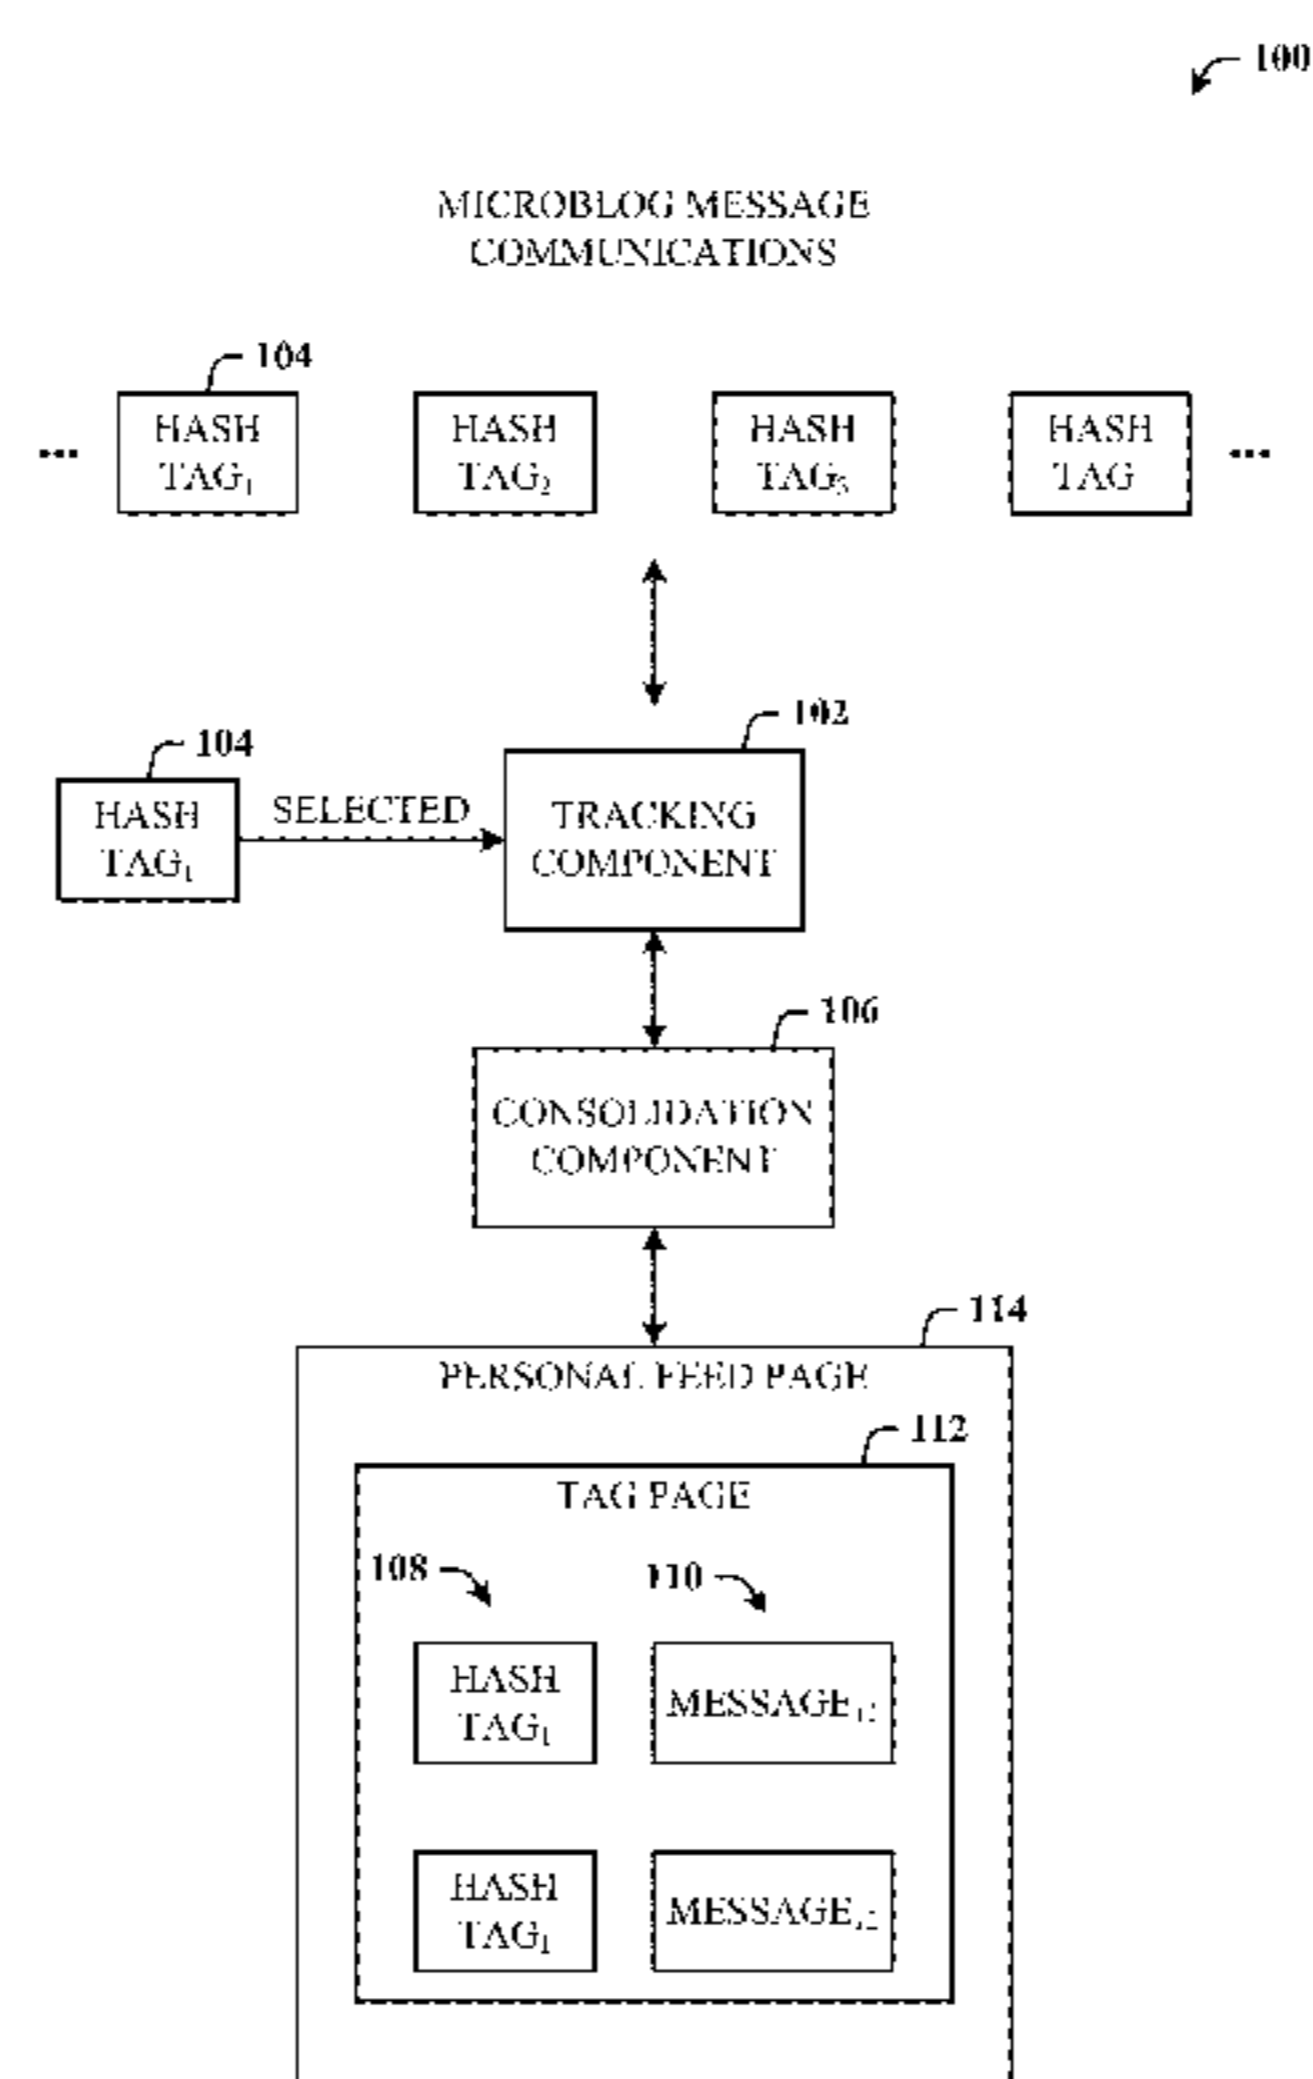 100
MICROBLOG MESSAGE
COMMUNICATIONS
104
... HASH TAG₁ HASH TAG₂ HASH TAG₃ HASH TAG ...
102
104
HASH
TAG₁
SELECTED
TRACKING
COMPONENT
106
CONSOLIDATION
COMPONENT
114
PERSONAL FEED PAGE
112
TAG PAGE
108
110
HASH
TAG₁
MESSAGE
HASH
TAG₁
MESSAGE